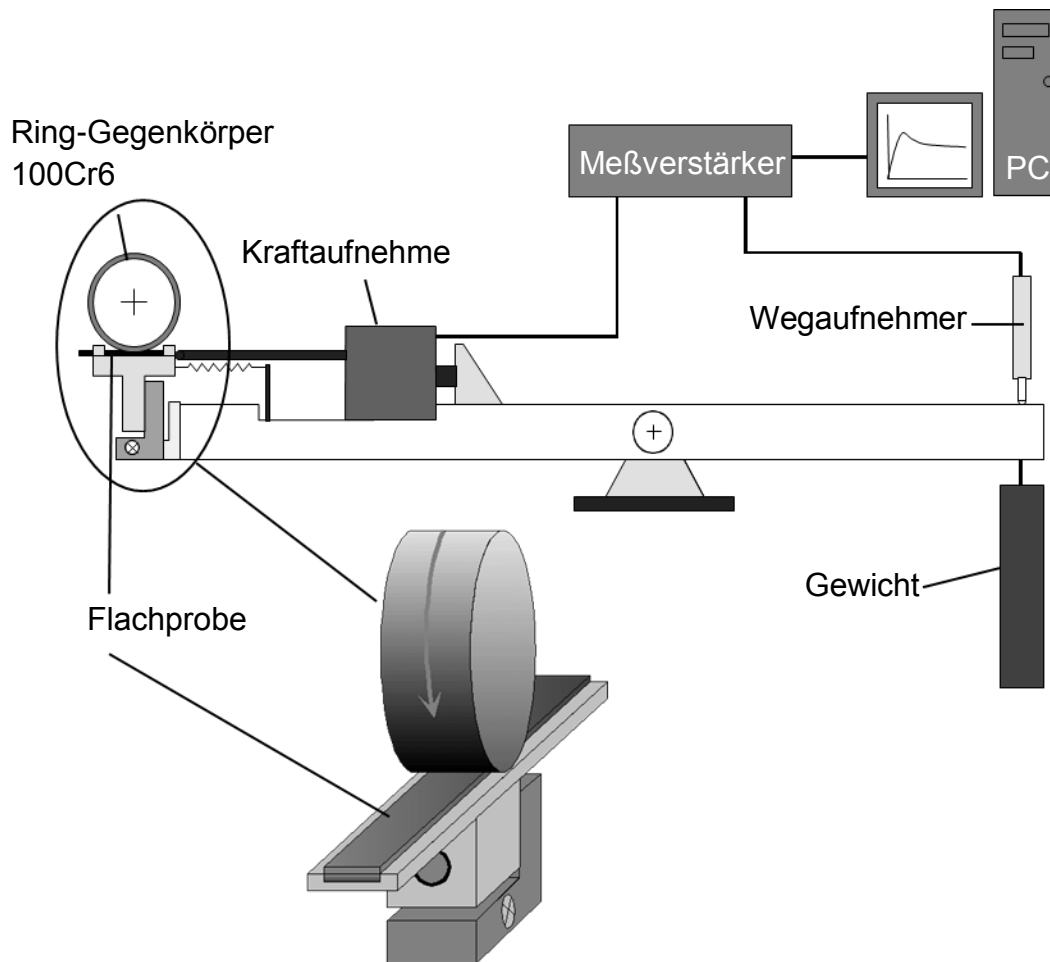 Ring-Gegenkörper
100Cr6
Meßverstärker
PC
Kraftaufnehme
Wegaufnehmer
Gewicht
Flachprobe